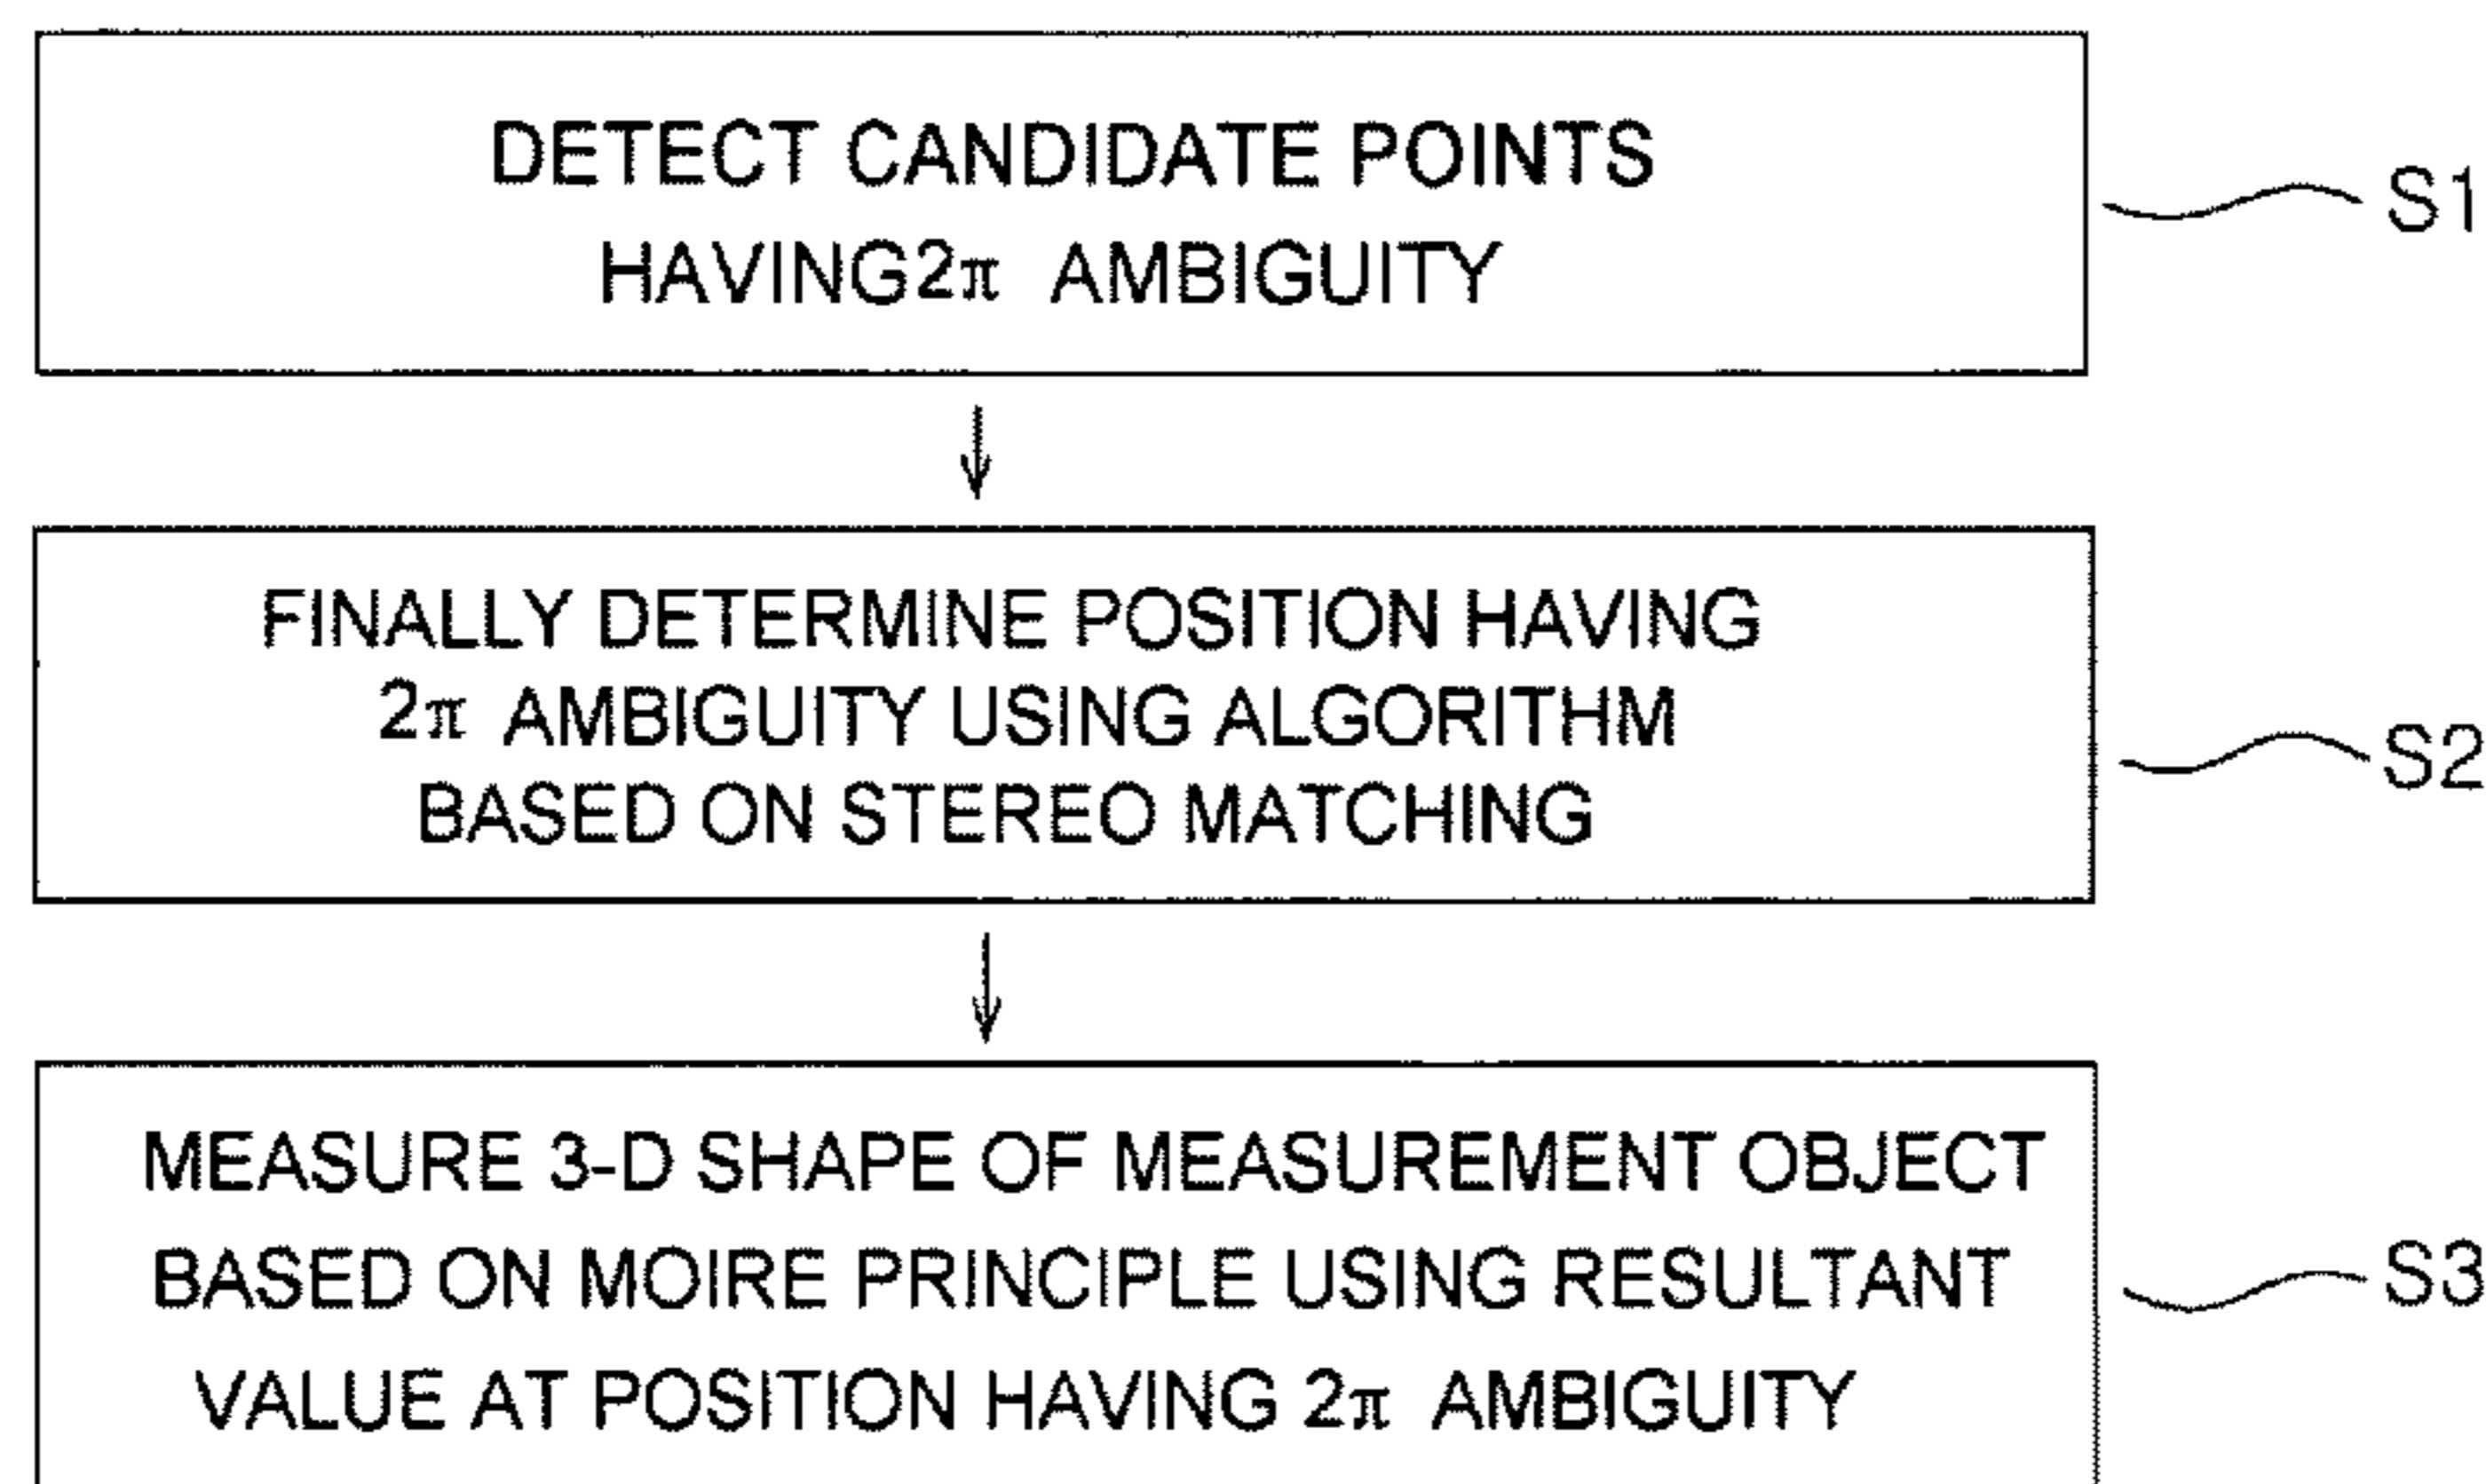 DETECT CANDIDATE POINTS
HAVING2π AMBIGUITY
S1
FINALLY DETERMINE POSITION HAVING
2π AMBIGUITY USING ALGORITHM
BASED ON STEREO MATCHING
S2
MEASURE 3-D SHAPE OF MEASUREMENT OBJECT
BASED ON MOIRE PRINCIPLE USING RESULTANT
VALUE AT POSITION HAVING 2π AMBIGUITY
S3